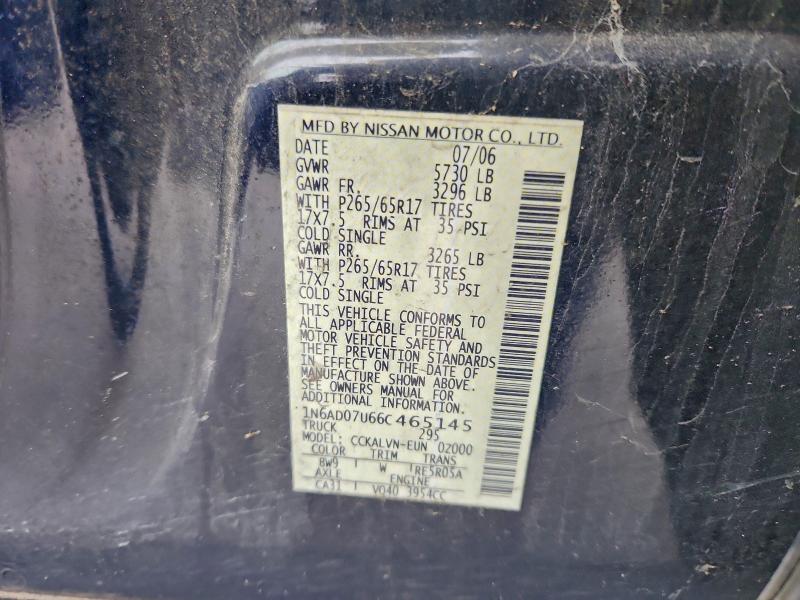 MFD BY NISSAN MOTOR CO., LTD.
DATE 07/06
GVWR 5730 LB
GAWR FR. 3296 LB
WITH P265/65R17 TIRES
17X7.5 RIMS AT 35 PSI
COLD SINGLE
GAWR RR. 3265 LB
WITH P265/65R17 TIRES
17X7.5 RIMS AT 35 PSI
COLD SINGLE
THIS VEHICLE CONFORMS TO
ALL APPLICABLE FEDERAL
MOTOR VEHICLE SAFETY AND
THEFT PREVENTION STANDARDS
IN EFFECT ON THE DATE OF
MANUFACTURE SHOWN ABOVE.
SEE OWNERS MANUAL FOR
ADDITIONAL INFORMATION.
1N6AD07U66C465145
TRUCK 295
MODEL: CCKALVN-EUN 02000
COLOR TRIM TRANS
BW9 W RE5R05A
AXLE ENGINE
CA31 VQ40 3954CC